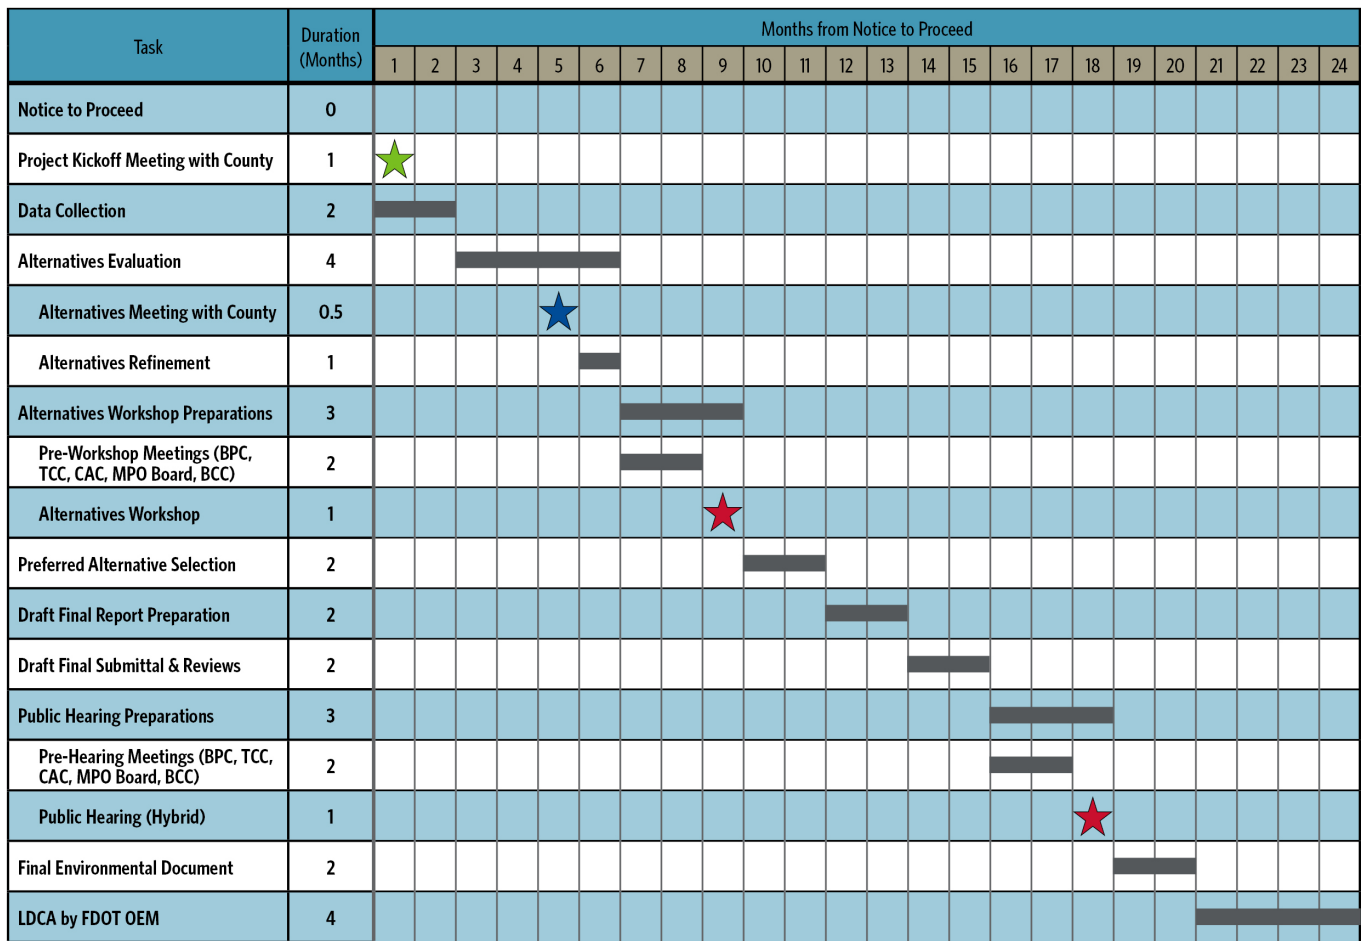 Task
Duration
(Months)
Months from Notice to Proceed
1 2 3 4 5 6 7 8 9 10 11 12 13 14 15 16 17 18 19 20 21 22 23 24
Notice to Proceed 0
Project Kickoff Meeting with County 1
Data Collection 2
Alternatives Evaluation 4
Alternatives Meeting with County 0.5
Alternatives Refinement 1
Alternatives Workshop Preparations 3
Pre-Workshop Meetings (BPC,
TCC, CAC, MPO Board, BCC) 2
Alternatives Workshop 1
Preferred Alternative Selection 2
Draft Final Report Preparation 2
Draft Final Submittal & Reviews 2
Public Hearing Preparations 3
Pre-Hearing Meetings (BPC, TCC,
CAC, MPO Board, BCC) 2
Public Hearing (Hybrid) 1
Final Environmental Document 2
LDCA by FDOT OEM 4